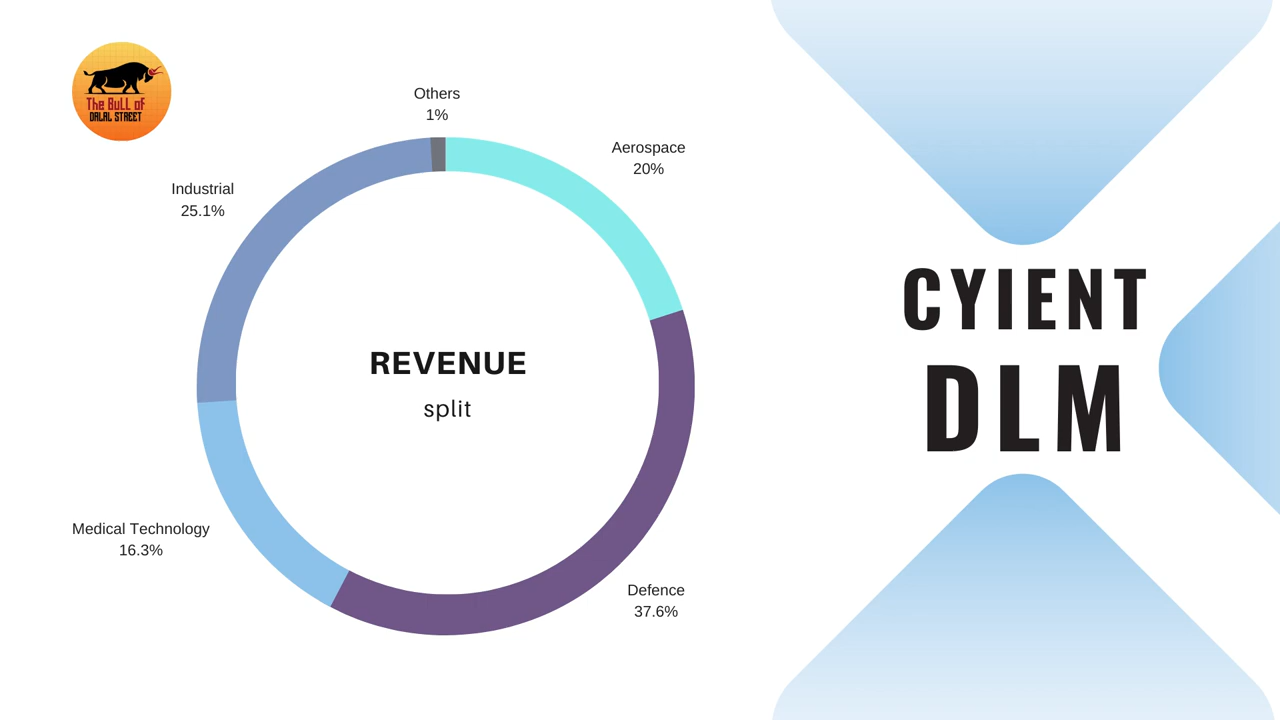 The Bull of
DALAL STREET
Others
1%
Aerospace
20%
Industrial
25.1%
REVENUE
split
Medical Technology
16.3%
Defence
37.6%
CYIENT
DLM